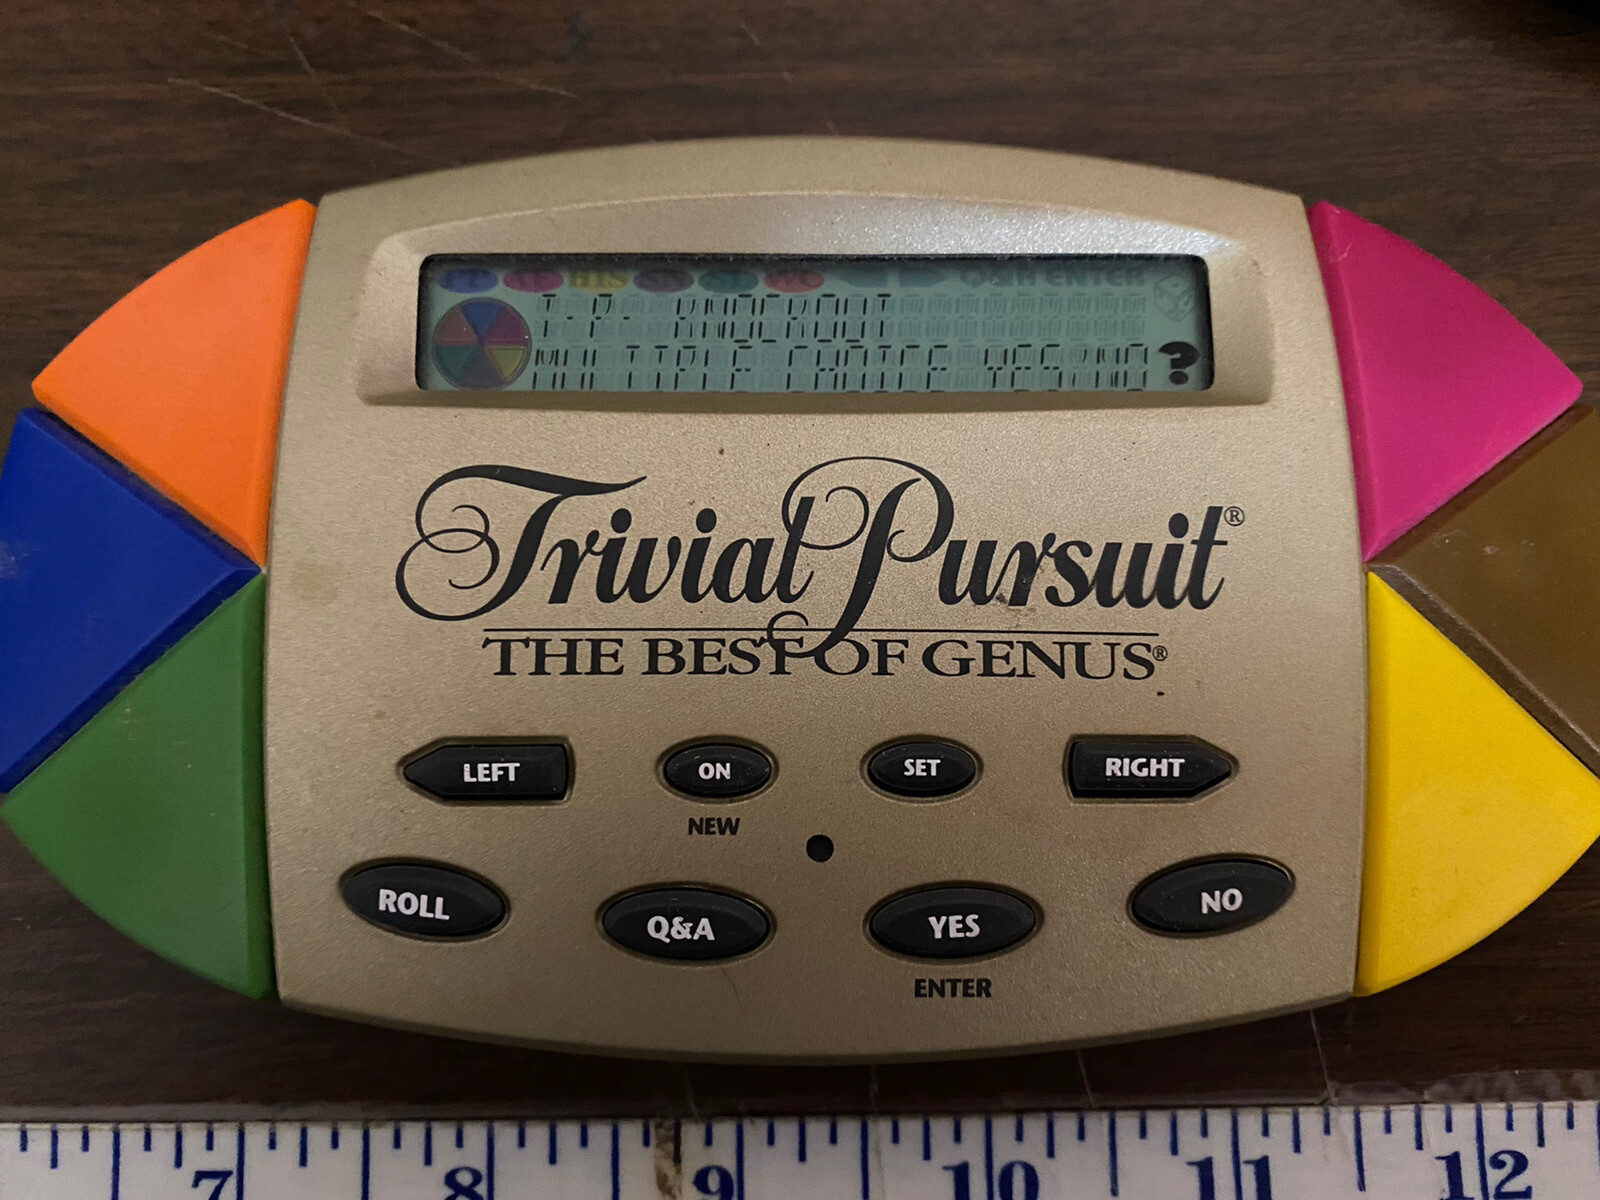 HIS Q&A ENTER
T.P. KNOCKOUT
MULTIPLE CHOICE YES/NO ?
Trivial Pursuit®
THE BEST OF GENUS®
LEFT ON SET RIGHT
NEW
ROLL Q&A YES NO
ENTER
7 8 9 10 11 12